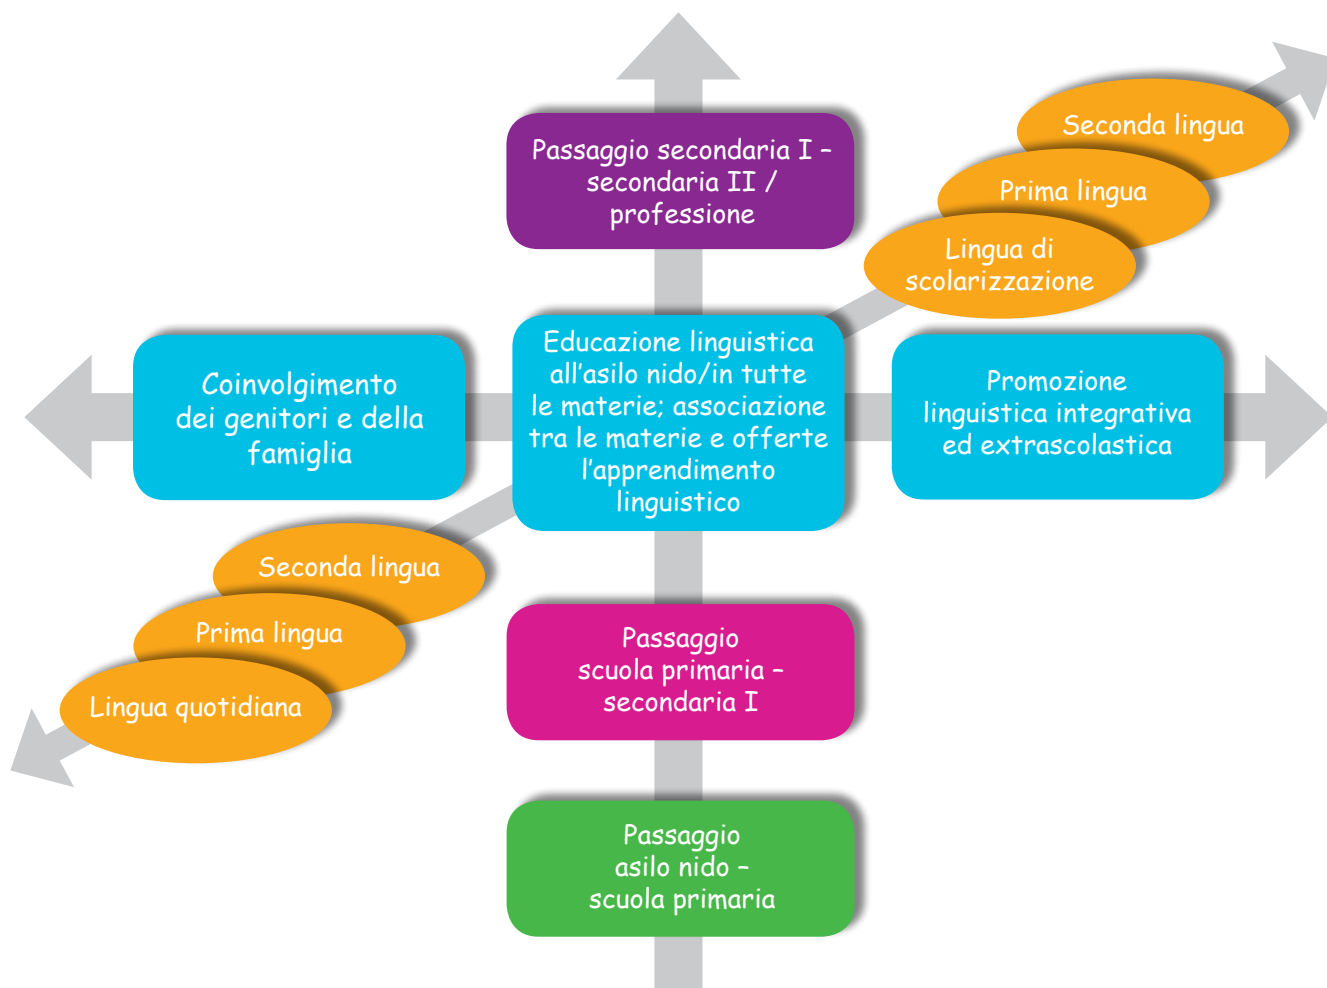 Passaggio secondaria I –
secondaria II /
professione
Seconda lingua
Prima lingua
Lingua di
scolarizzazione
Coinvolgimento
dei genitori e della
famiglia
Educazione linguistica
all'asilo nido/in tutte
le materie; associazione
tra le materie e offerte
l'apprendimento
linguistico
Promozione
linguistica integrativa
ed extrascolastica
Seconda lingua
Prima lingua
Lingua quotidiana
Passaggio
scuola primaria –
secondaria I
Passaggio
asilo nido –
scuola primaria